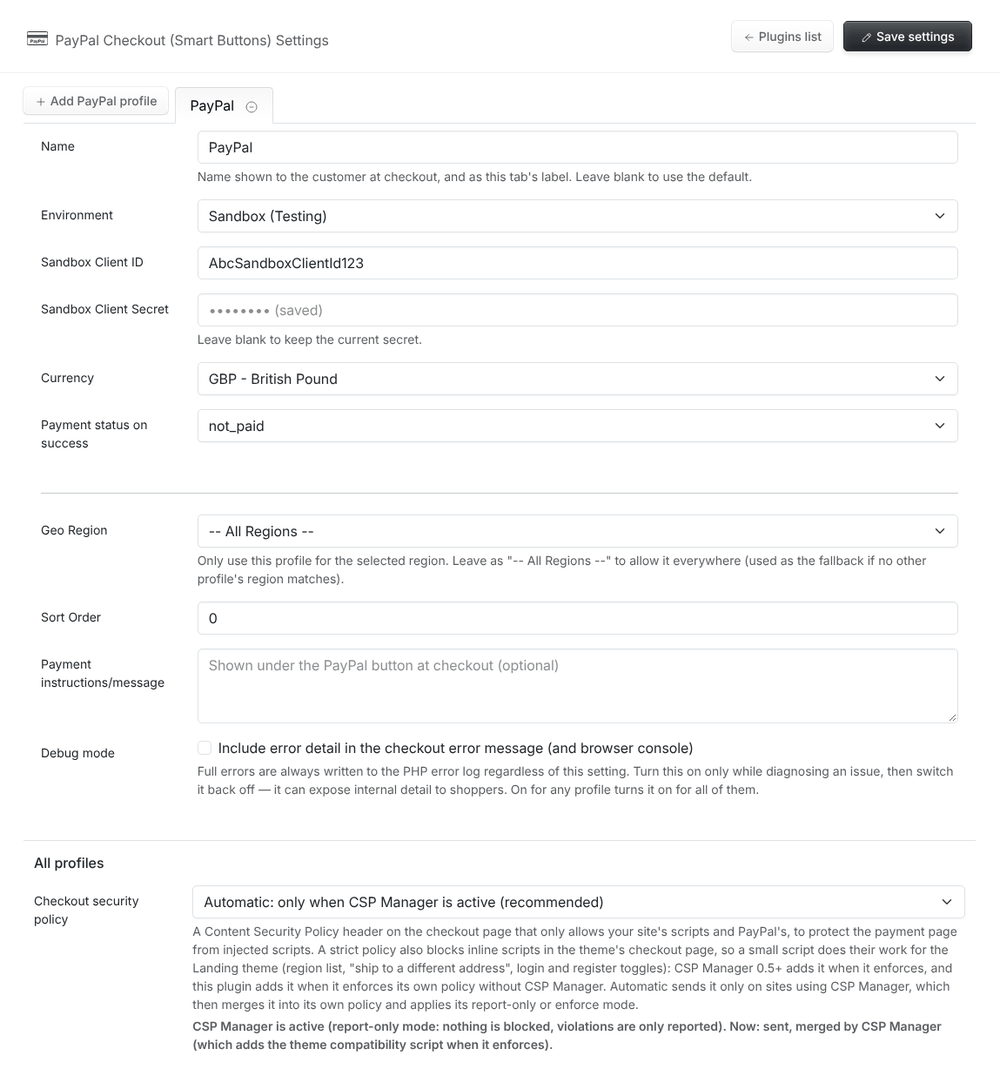 PayPal
PayPal Checkout (Smart Buttons) Settings
← Plugins list
Save settings
+ Add PayPal profile
PayPal
Name
PayPal
Name shown to the customer at checkout, and as this tab's label. Leave blank to use the default.
Environment
Sandbox (Testing)
Sandbox Client ID
AbcSandboxClientId123
Sandbox Client Secret
•••••••• (saved)
Leave blank to keep the current secret.
Currency
GBP - British Pound
Payment status on
success
not_paid
Geo Region
-- All Regions --
Only use this profile for the selected region. Leave as "-- All Regions --" to allow it everywhere (used as the fallback if no other
profile's region matches).
Sort Order
0
Payment
instructions/message
Shown under the PayPal button at checkout (optional)
Debug mode
Include error detail in the checkout error message (and browser console)
Full errors are always written to the PHP error log regardless of this setting. Turn this on only while diagnosing an issue, then switch
it back off — it can expose internal detail to shoppers. On for any profile turns it on for all of them.
All profiles
Checkout security
policy
Automatic: only when CSP Manager is active (recommended)
A Content Security Policy header on the checkout page that only allows your site's scripts and PayPal's, to protect the payment page
from injected scripts. A strict policy also blocks inline scripts in the theme's checkout page, so a small script does their work for the
Landing theme (region list, "ship to a different address", login and register toggles): CSP Manager 0.5+ adds it when it enforces, and
this plugin adds it when it enforces its own policy without CSP Manager. Automatic sends it only on sites using CSP Manager, which
then merges it into its own policy and applies its report-only or enforce mode.
CSP Manager is active (report-only mode: nothing is blocked, violations are only reported). Now: sent, merged by CSP Manager
(which adds the theme compatibility script when it enforces).